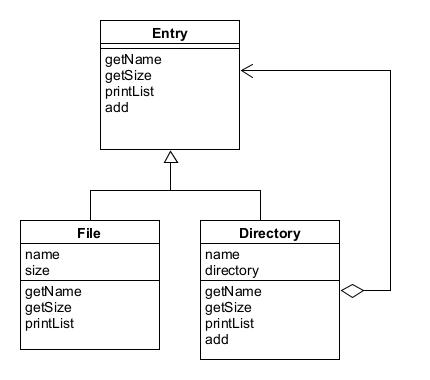 Entry
getName
getSize
printList
add
File
name
size
getName
getSize
printList
Directory
name
directory
getName
getSize
printList
add